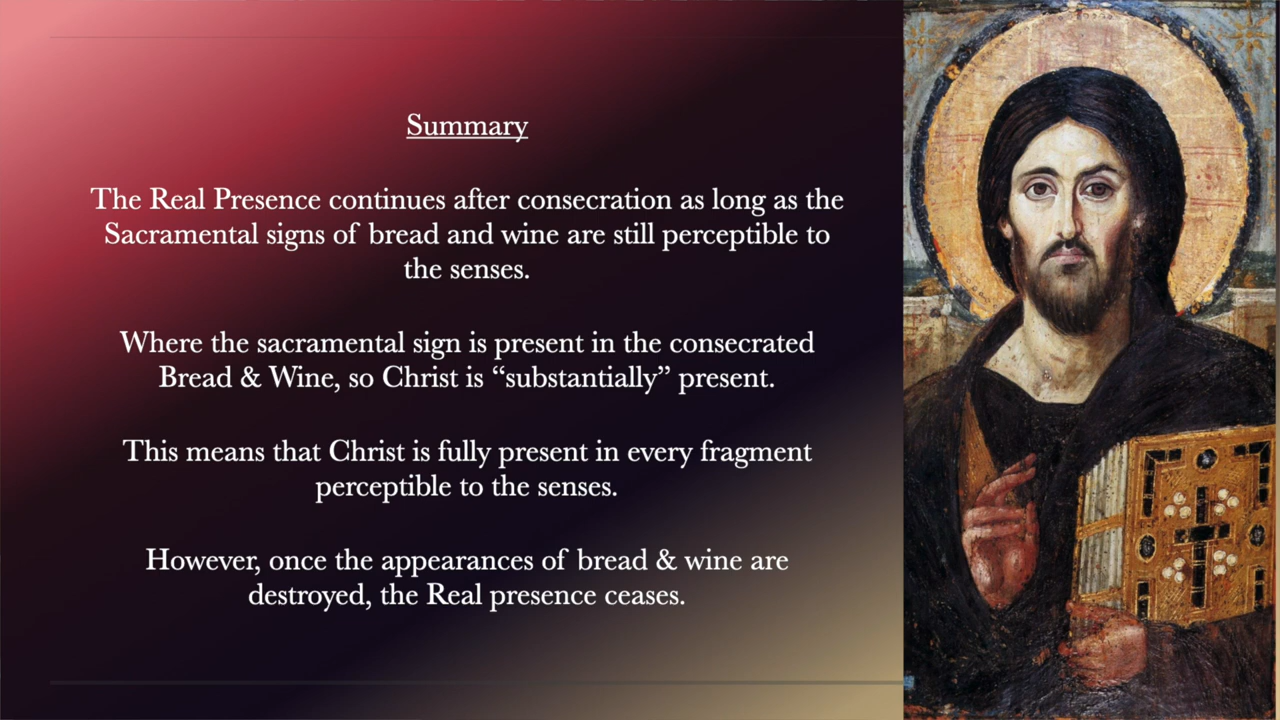 Summary
The Real Presence continues after consecration as long as the
Sacramental signs of bread and wine are still perceptible to
the senses.
Where the sacramental sign is present in the consecrated
Bread & Wine, so Christ is “substantially” present.
This means that Christ is fully present in every fragment
perceptible to the senses.
However, once the appearances of bread & wine are
destroyed, the Real presence ceases.